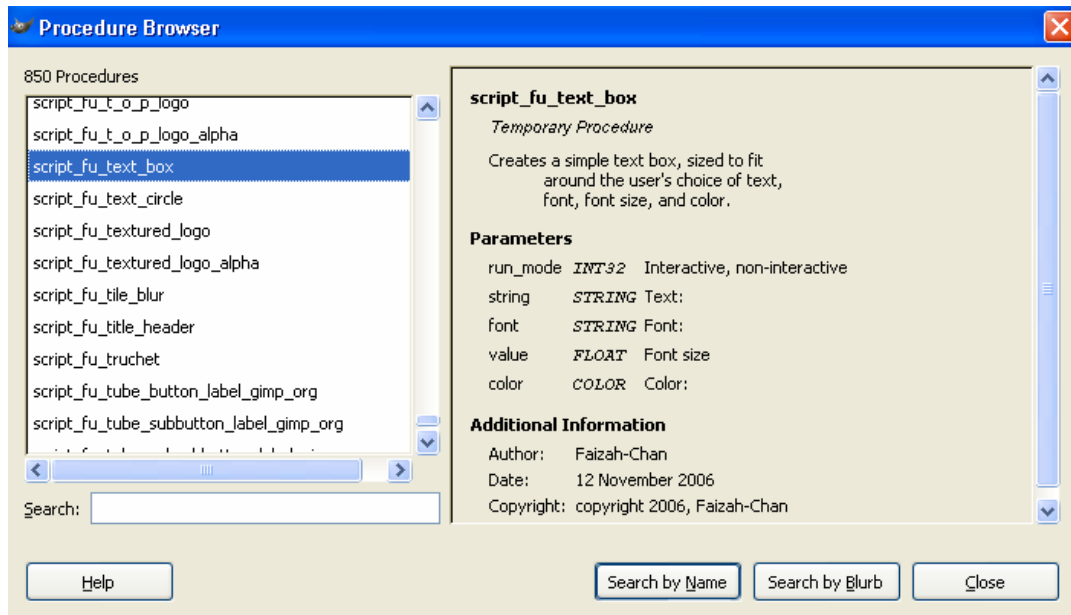 Procedure Browser
850 Procedures
script_fu_t_o_p_logo
script_fu_t_o_p_logo_alpha
script_fu_text_box
script_fu_text_circle
script_fu_textured_logo
script_fu_textured_logo_alpha
script_fu_tile_blur
script_fu_title_header
script_fu_truchet
script_fu_tube_button_label_gimp_org
script_fu_tube_subbutton_label_gimp_org
Search:
script_fu_text_box
Temporary Procedure
Creates a simple text box, sized to fit
around the user's choice of text,
font, font size, and color.
Parameters
run_mode INT32 Interactive, non-interactive
string STRING Text:
font STRING Font:
value FLOAT Font size
color COLOR Color:
Additional Information
Author: Faizah-Chan
Date: 12 November 2006
Copyright: copyright 2006, Faizah-Chan
Help
Search by Name
Search by Blurb
Close